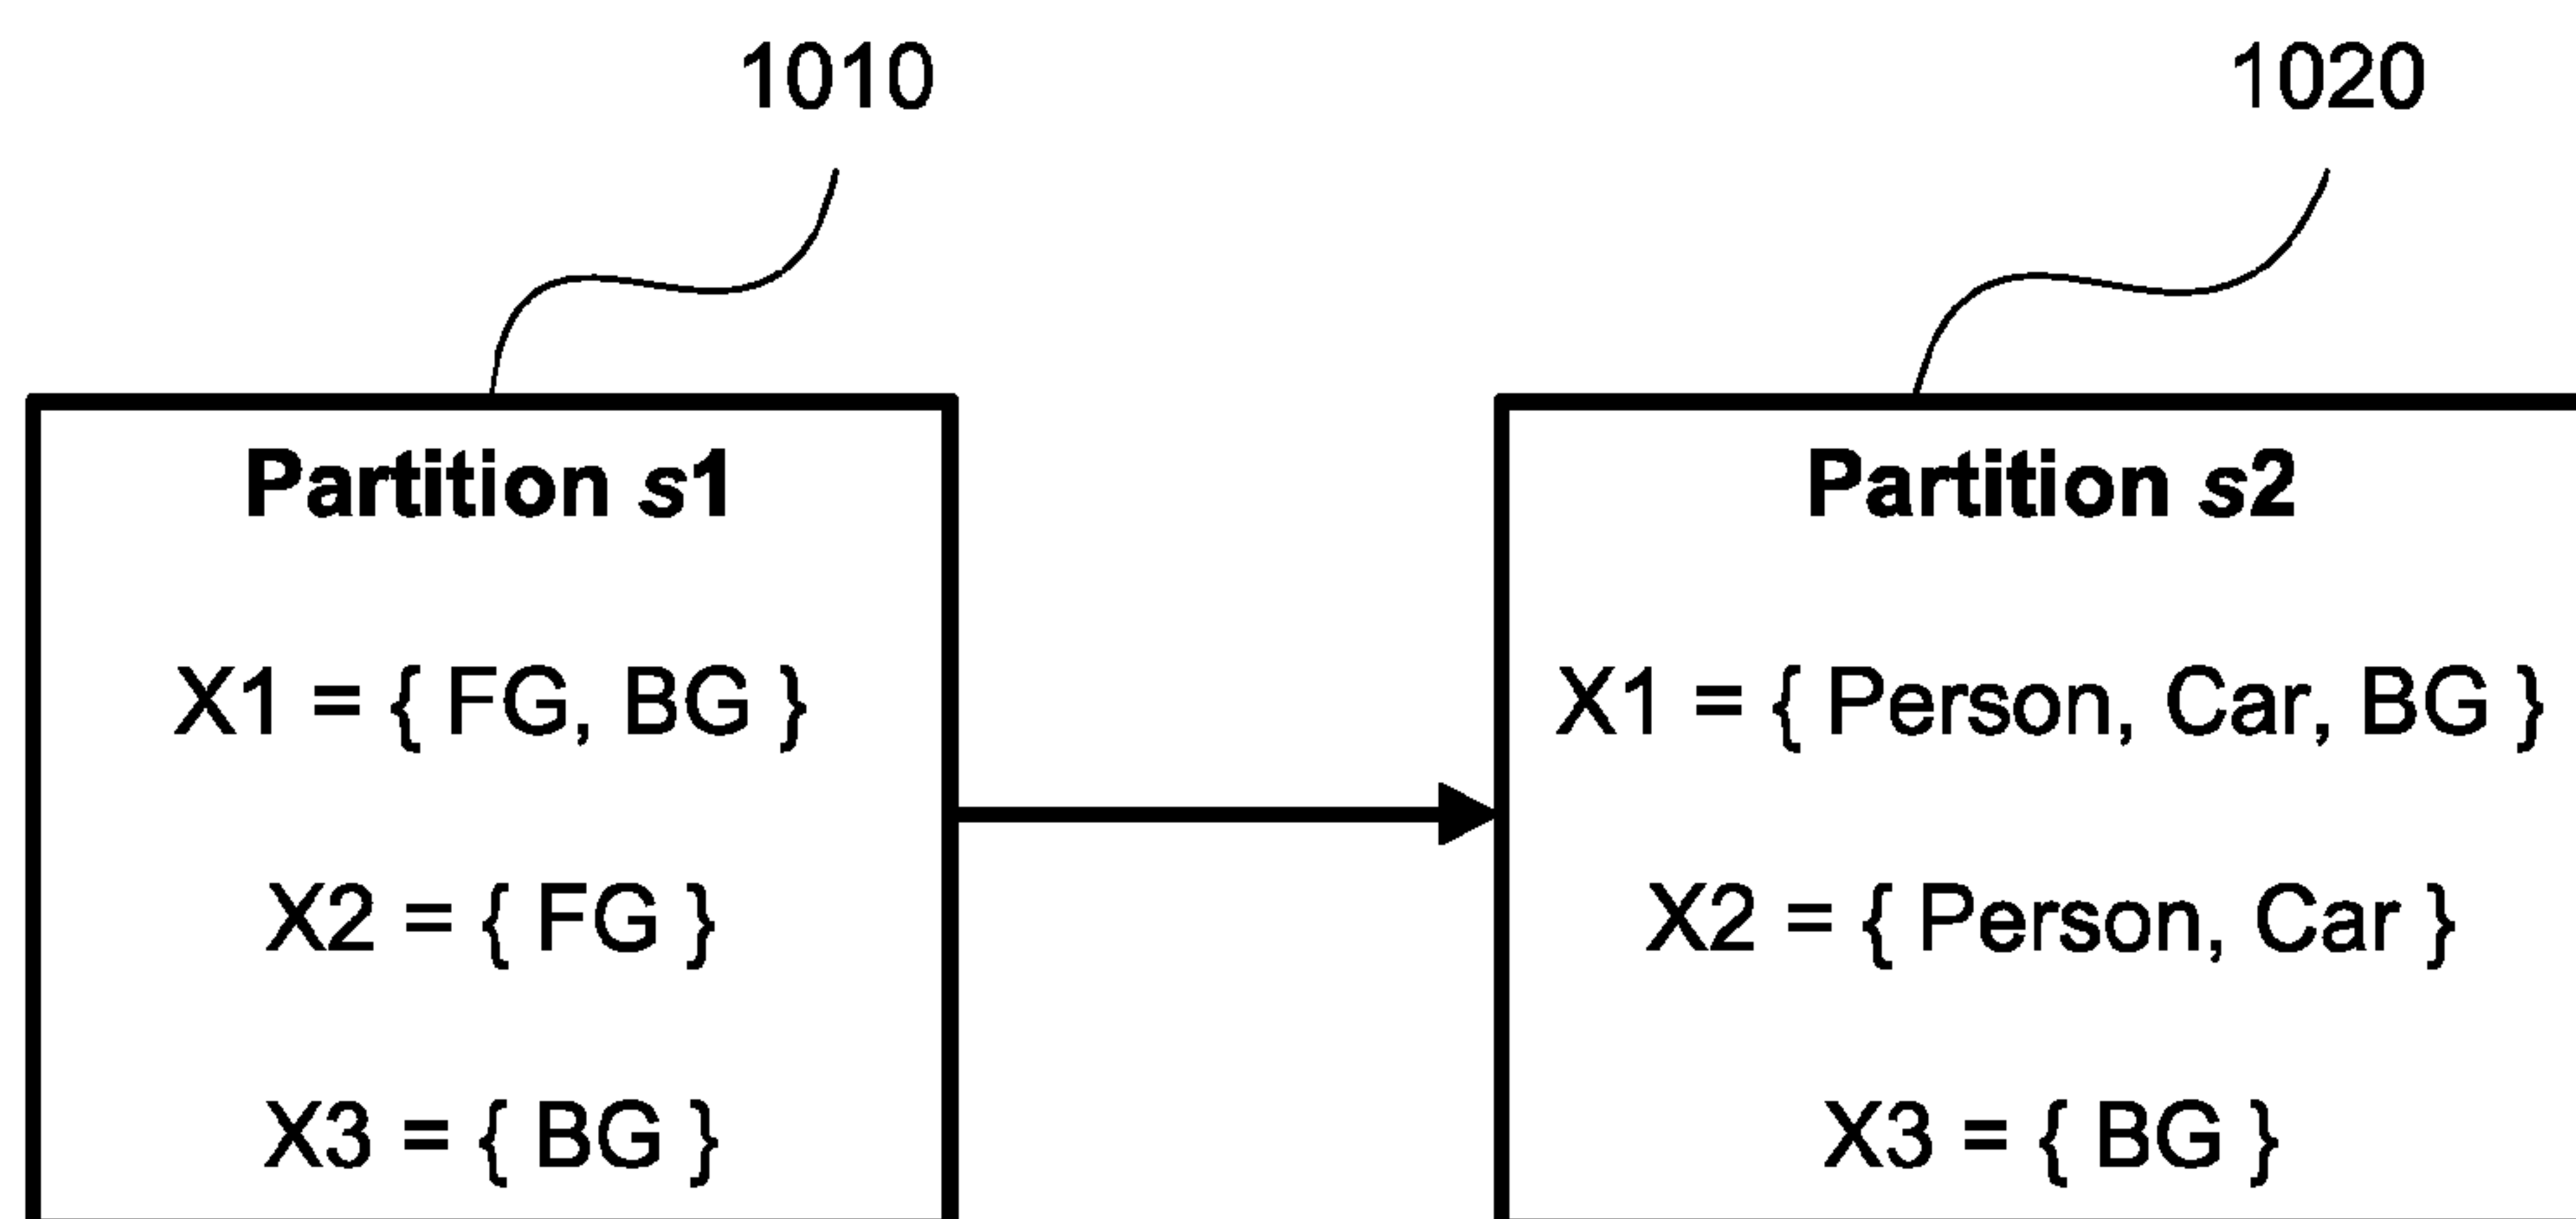 1010
1020
Partition s1
X1 = { FG, BG }
X2 = { FG }
X3 = { BG }
Partition s2
X1 = { Person, Car, BG }
X2 = { Person, Car }
X3 = { BG }